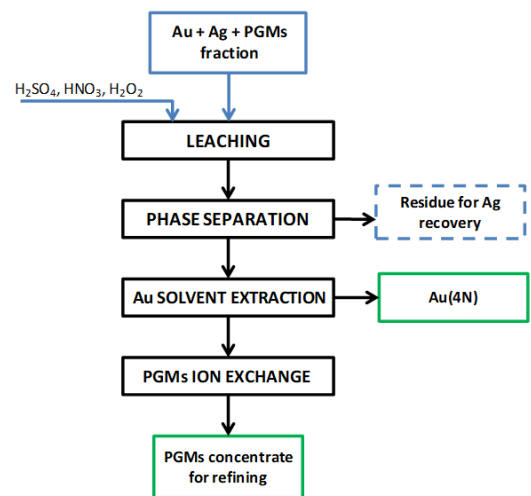 Au + Ag + PGMs
fraction
H₂SO₄, HNO₃, H₂O₂
LEACHING
PHASE SEPARATION
Residue for Ag
recovery
Au SOLVENT EXTRACTION
Au(4N)
PGMs ION EXCHANGE
PGMs concentrate
for refining